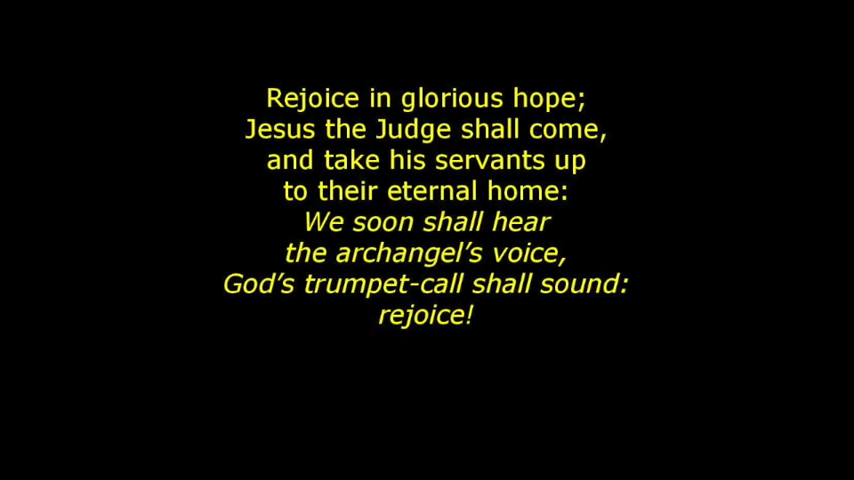 Rejoice in glorious hope;
Jesus the Judge shall come,
and take his servants up
to their eternal home:
We soon shall hear
the archangel’s voice,
God’s trumpet-call shall sound:
rejoice!